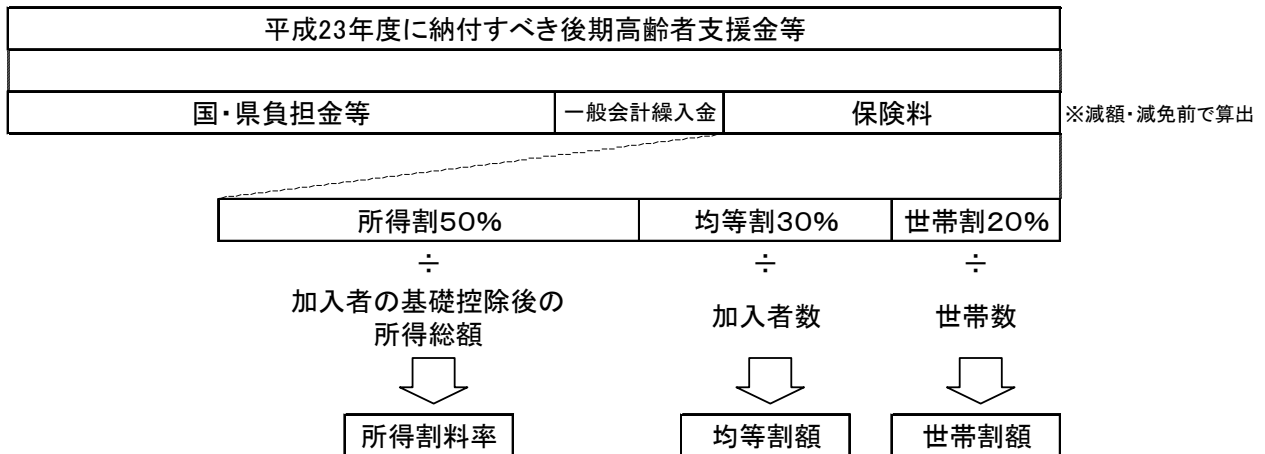 平成23年度に納付すべき後期高齢者支援金等
国・県負担金等 一般会計繰入金 保険料 ※減額・減免前で算出
所得割50% 均等割30% 世帯割20%
÷ ÷ ÷
加入者の基礎控除後の
所得総額 加入者数 世帯数
所得割料率 均等割額 世帯割額